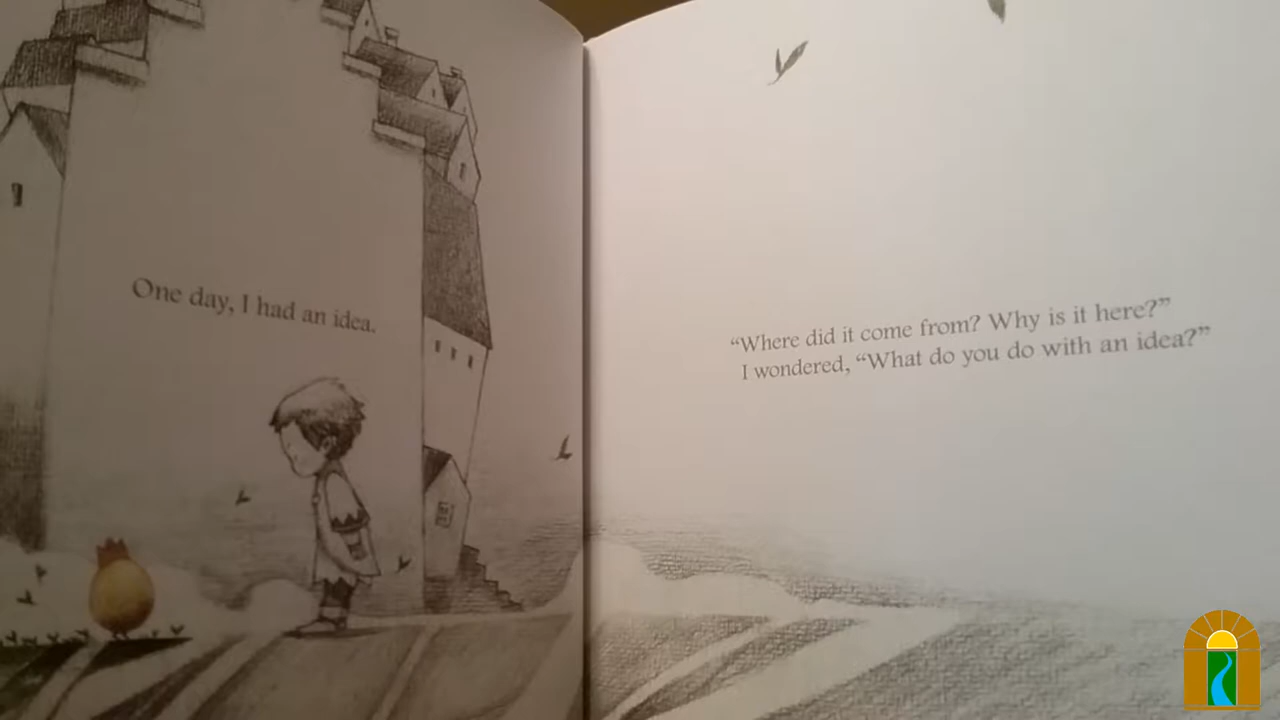 One day, I had an idea.
“Where did it come from? Why is it here?”
I wondered, “What do you do with an idea?”